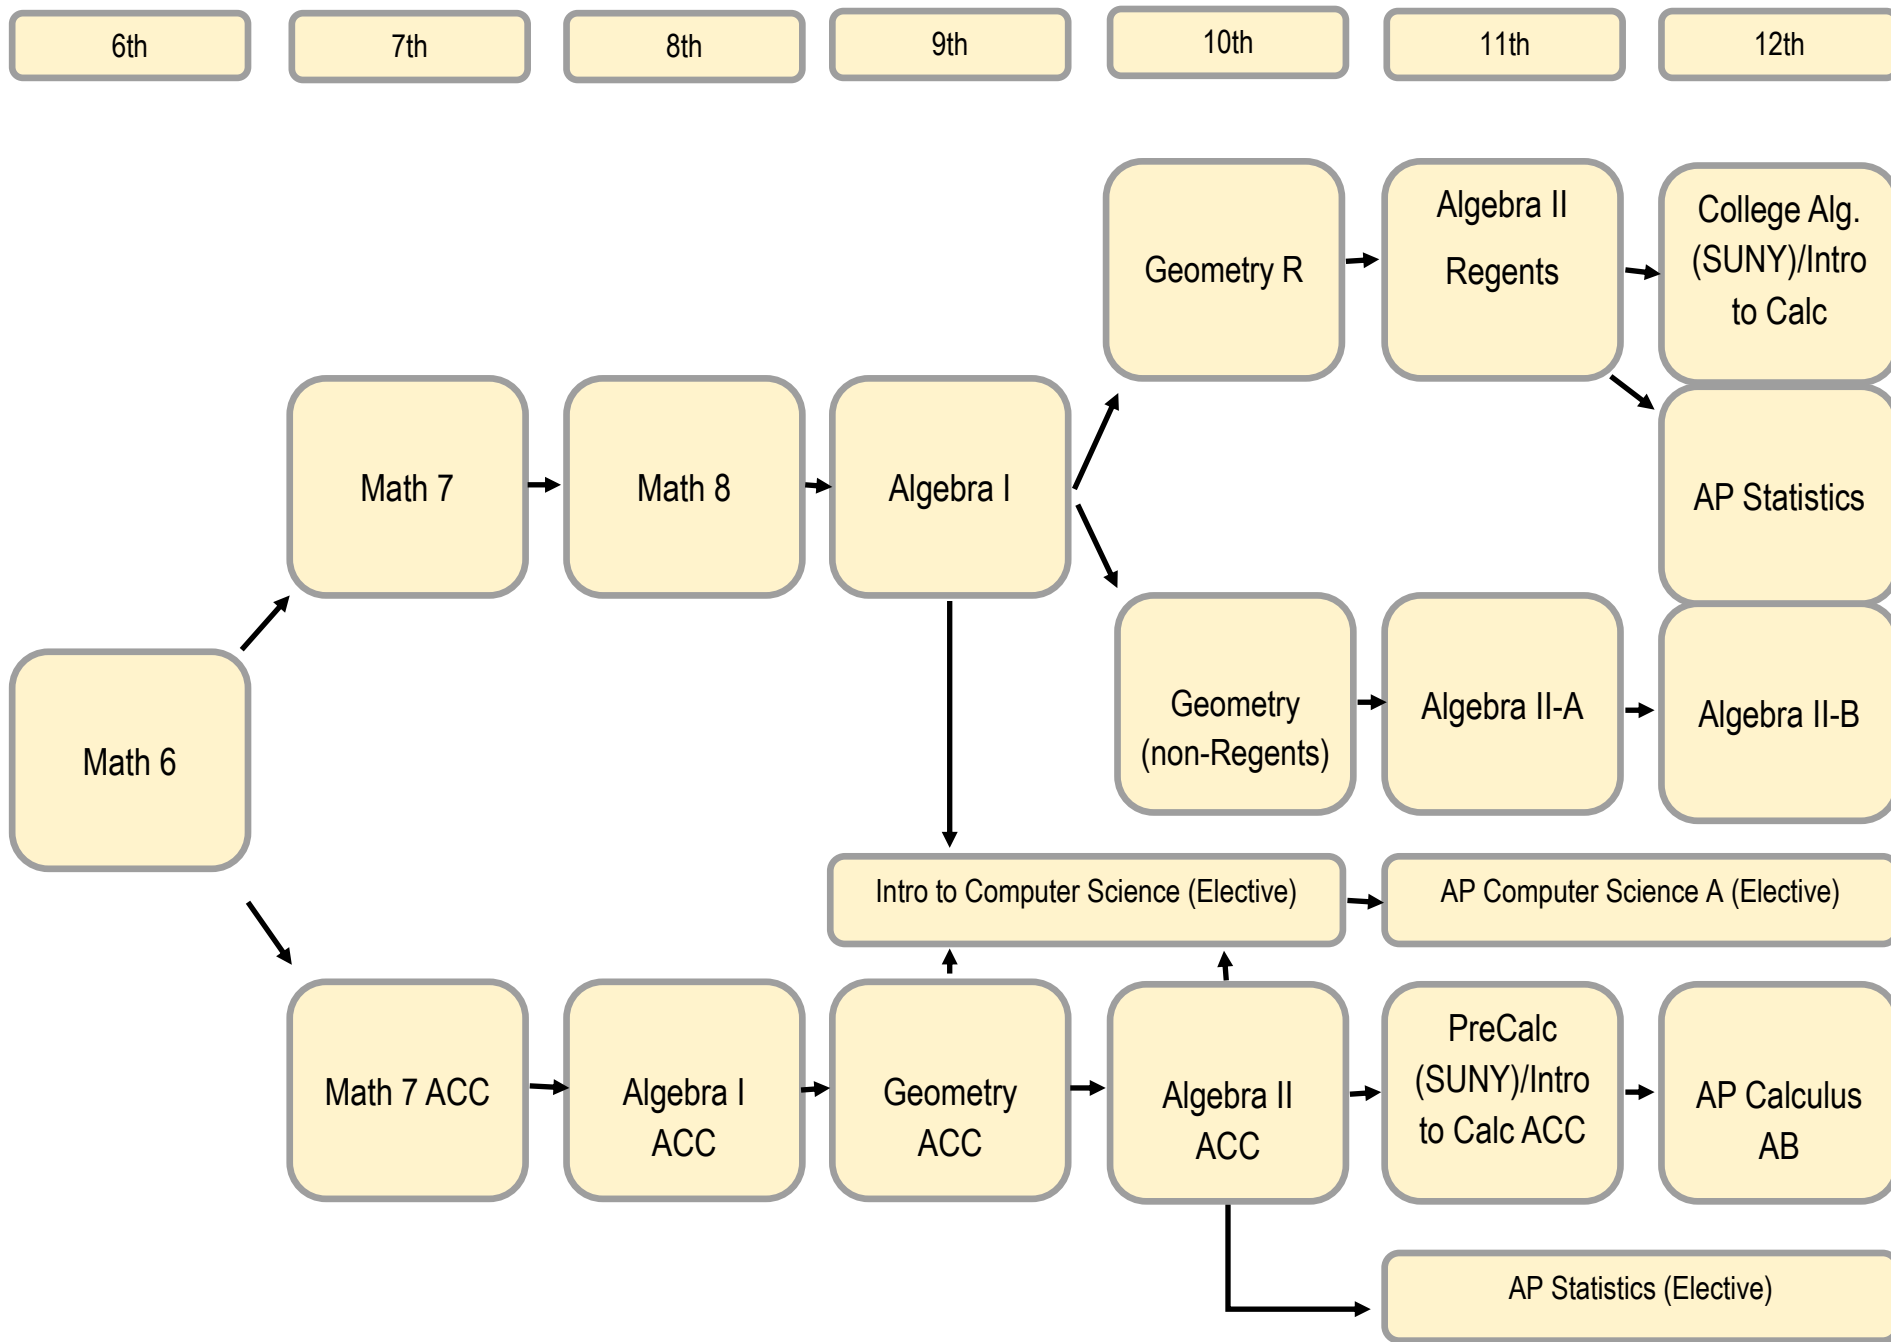 6th
7th
8th
9th
10th
11th
12th
Geometry R
Algebra II
Regents
College Alg.
(SUNY)/Intro
to Calc
Math 7
Math 8
Algebra I
AP Statistics
Math 6
Geometry
(non-Regents)
Algebra II-A
Algebra II-B
Intro to Computer Science (Elective)
AP Computer Science A (Elective)
Math 7 ACC
Algebra I
ACC
Geometry
ACC
Algebra II
ACC
PreCalc
(SUNY)/Intro
to Calc ACC
AP Calculus
AB
AP Statistics (Elective)